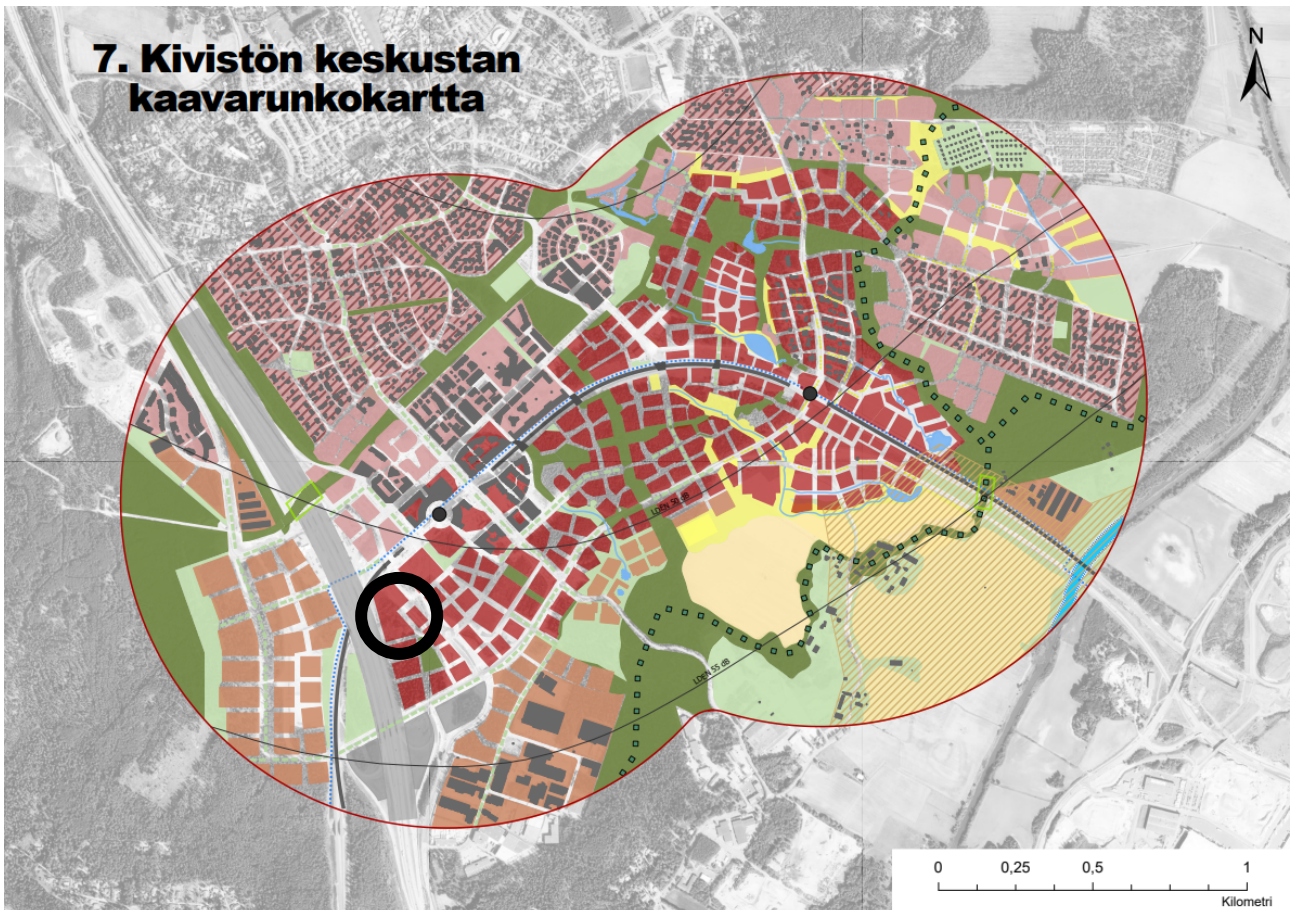 7. Kivistön keskustan
kaavarunkokartta
N
LDEN 50 dB
LDEN 55 dB
0 0,25 0,5 1
Kilometri